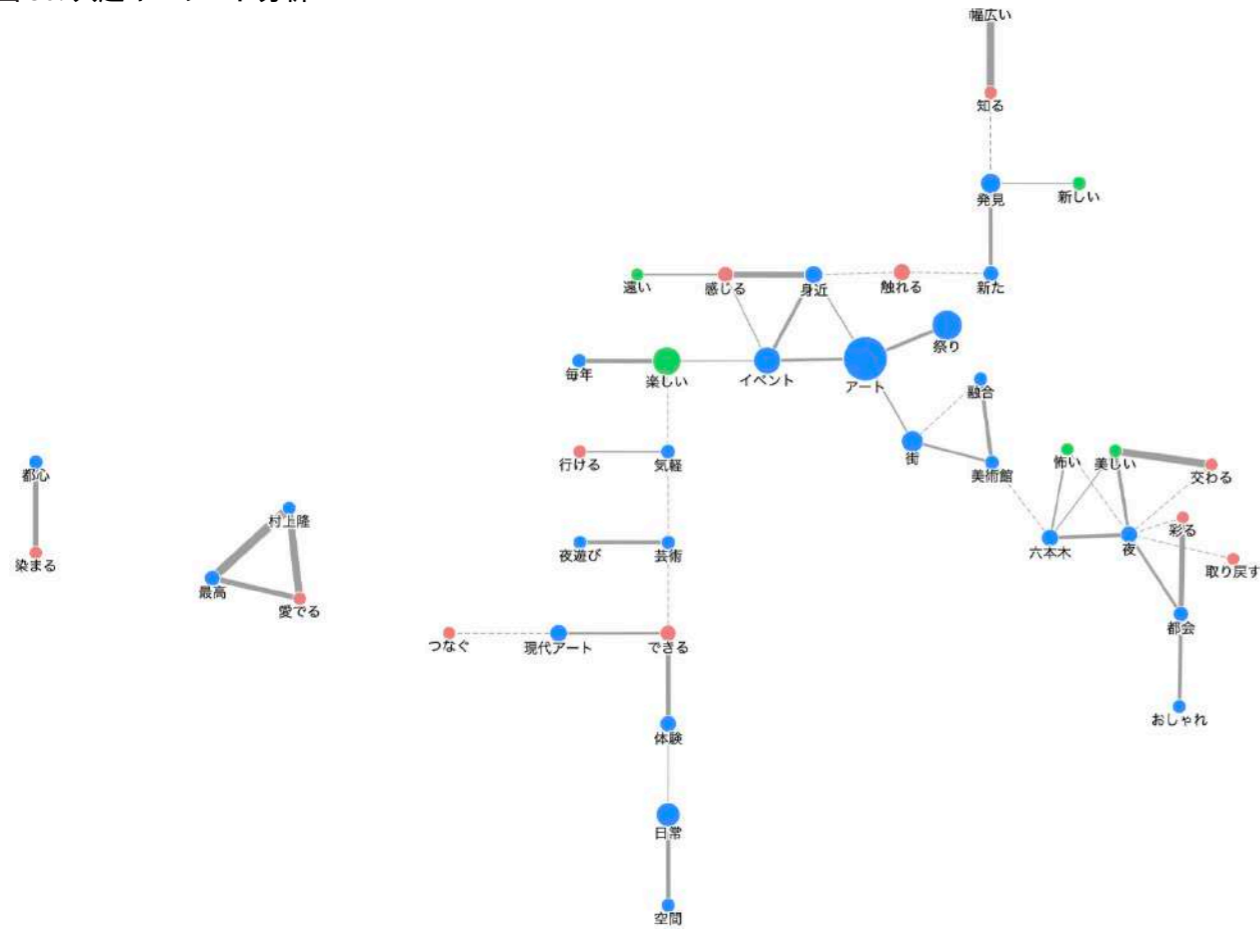 幅広い
知る
発見
新しい
遠い
感じる
身近
触れる
新た
祭り
毎年
楽しい
イベント
アート
融合
行ける
気軽
街
美術館
怖い
美しい
交わる
都心
村上隆
彩る
夜遊び
芸術
六本木
夜
染まる
取り戻す
最高
愛でる
都会
つなぐ
現代アート
できる
おしゃれ
体験
日常
空間